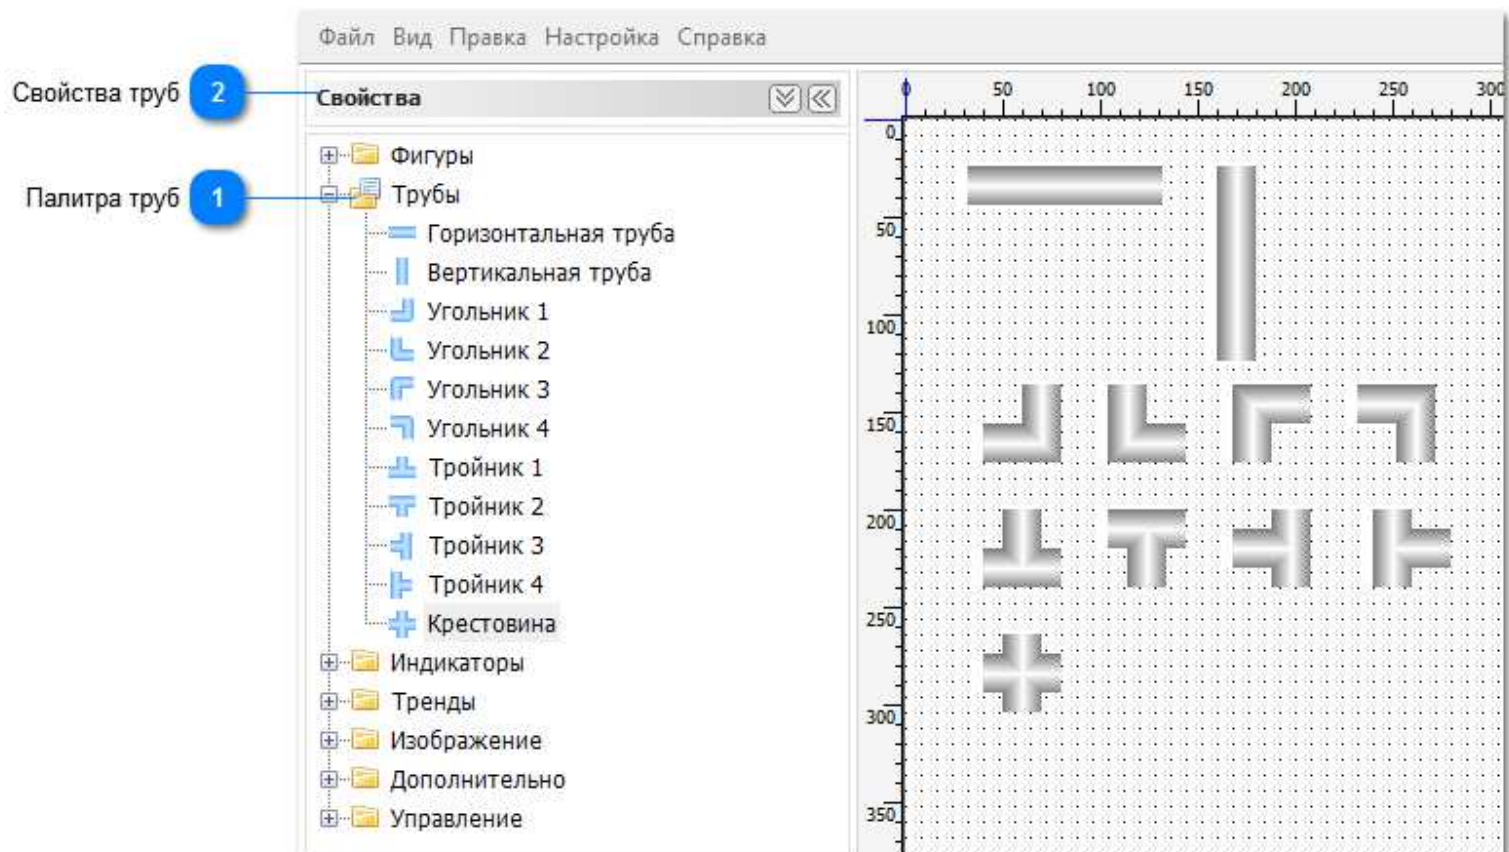 Файл Вид Правка Настройка Справка
Свойства труб 2
Свойства
Палитра труб 1
Фигуры
Трубы
Горизонтальная труба
Вертикальная труба
Угольник 1
Угольник 2
Угольник 3
Угольник 4
Тройник 1
Тройник 2
Тройник 3
Тройник 4
Крестовина
Индикаторы
Тренды
Изображение
Дополнительно
Управление
0 50 100 150 200 250 300
0
50
100
150
200
250
300
350